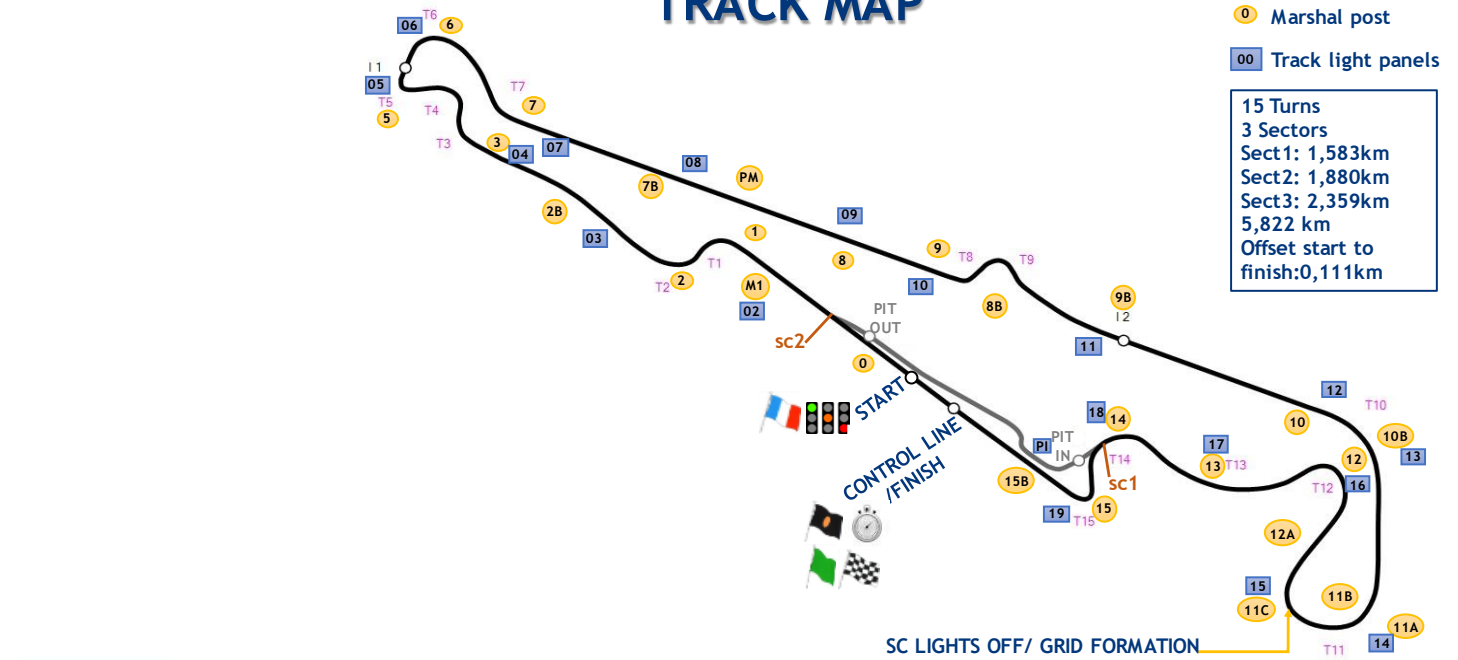 TRACK MAP
0 Marshal post
00 Track light panels
15 Turns
3 Sectors
Sect1: 1,583km
Sect2: 1,880km
Sect3: 2,359km
5,822 km
Offset start to
finish:0,111km
T6
06
6
I 1
05
T5
5
T4
T3
T7
7
3
04
07
08
7B
PM
2B
03
09
1
8
9
T8
T9
T1
T2
2
M1
02
10
8B
9B
I 2
11
PIT
OUT
sc2
0
START
CONTROL LINE
/FINISH
12
T10
10
10B
13
18
14
PI
PIT
IN
T14
sc1
17
13
T13
12
16
T12
15B
19
T15
15
12A
15
11C
11B
11A
14
T11
SC LIGHTS OFF/ GRID FORMATION